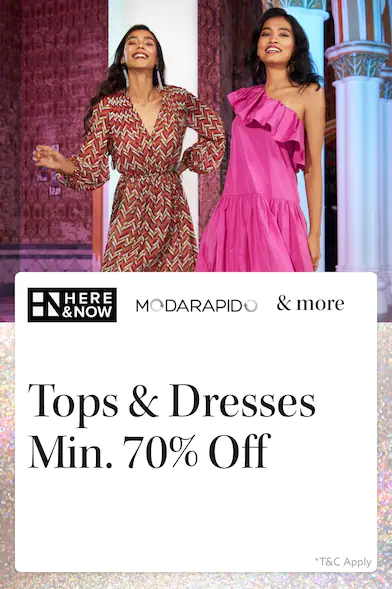 HERE
&NOW
MODARAPIDO
& more
Tops & Dresses
Min. 70% Off
*T&C Apply